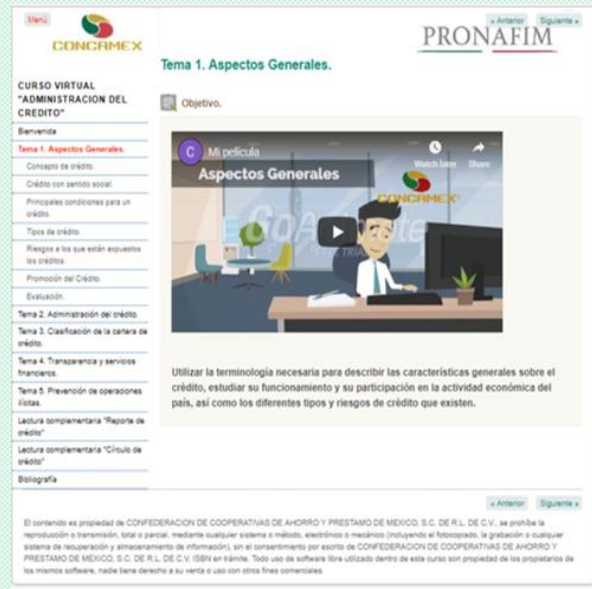 Menú
CONCAMEX
« Anterior Siguiente »
PRONAFIM
Tema 1. Aspectos Generales.
CURSO VIRTUAL
"ADMINISTRACION DEL
CREDITO"
Bienvenida
Tema 1. Aspectos Generales.
Concepto de crédito.
Crédito con sentido social.
Principales condiciones para un
crédito.
Tipos de crédito.
Riesgos a los que están expuestos
los créditos.
Promoción del Crédito.
Evaluación.
Tema 2. Administración del crédito.
Tema 3. Clasificación de la cartera de
crédito.
Tema 4. Transparencia y servicios
financieros.
Tema 5. Prevención de operaciones
ilícitas.
Lectura complementaria "Reporte de
crédito"
Lectura complementaria "Círculo de
crédito"
Bibliografía
Objetivo.
C Mi película
Watch later Share
Aspectos Generales
CONCAMEX
Utilizar la terminología necesaria para describir las características generales sobre el
crédito, estudiar su funcionamiento y su participación en la actividad económica del
país, así como los diferentes tipos y riesgos de crédito que existen.
« Anterior Siguiente »
El contenido es propiedad de CONFEDERACION DE COOPERATIVAS DE AHORRO Y PRESTAMO DE MEXICO, S.C. DE R.L. DE C.V., se prohíbe la
reproducción o transmisión, total o parcial, mediante cualquier sistema o método, electrónico o mecánico (incluyendo el fotocopiado, la grabación o cualquier
sistema de recuperación y almacenamiento de información), sin el consentimiento por escrito de CONFEDERACION DE COOPERATIVAS DE AHORRO Y
PRESTAMO DE MEXICO, S.C. DE R.L. DE C.V. ISBN en trámite. Todo uso de software libre utilizado dentro de este curso son propiedad de los propietarios de
los mismos software, nadie tiene derecho a su venta o uso con otros fines comerciales.